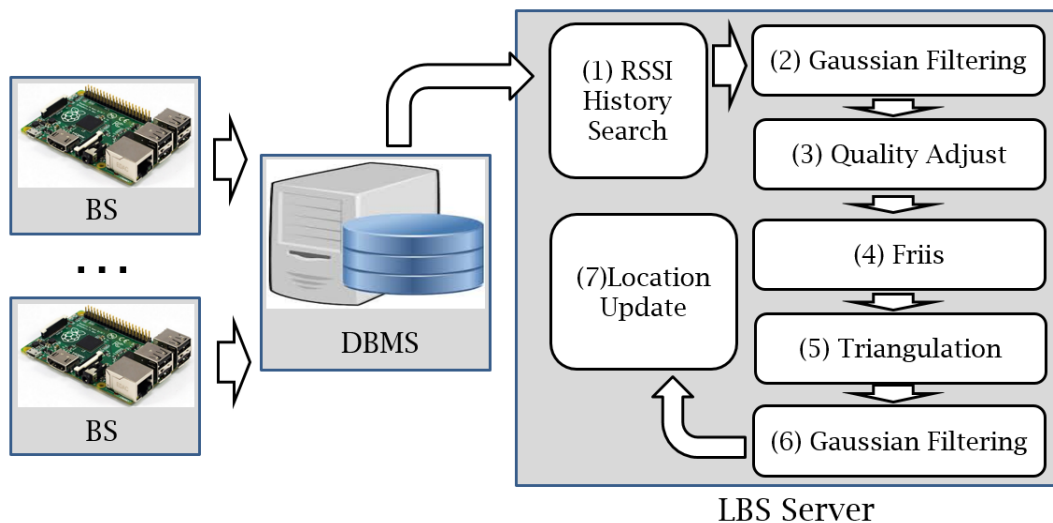 BS
...
BS
DBMS
(1) RSSI
History
Search
(2) Gaussian Filtering
(3) Quality Adjust
(4) Friis
(5) Triangulation
(6) Gaussian Filtering
(7)Location
Update
LBS Server